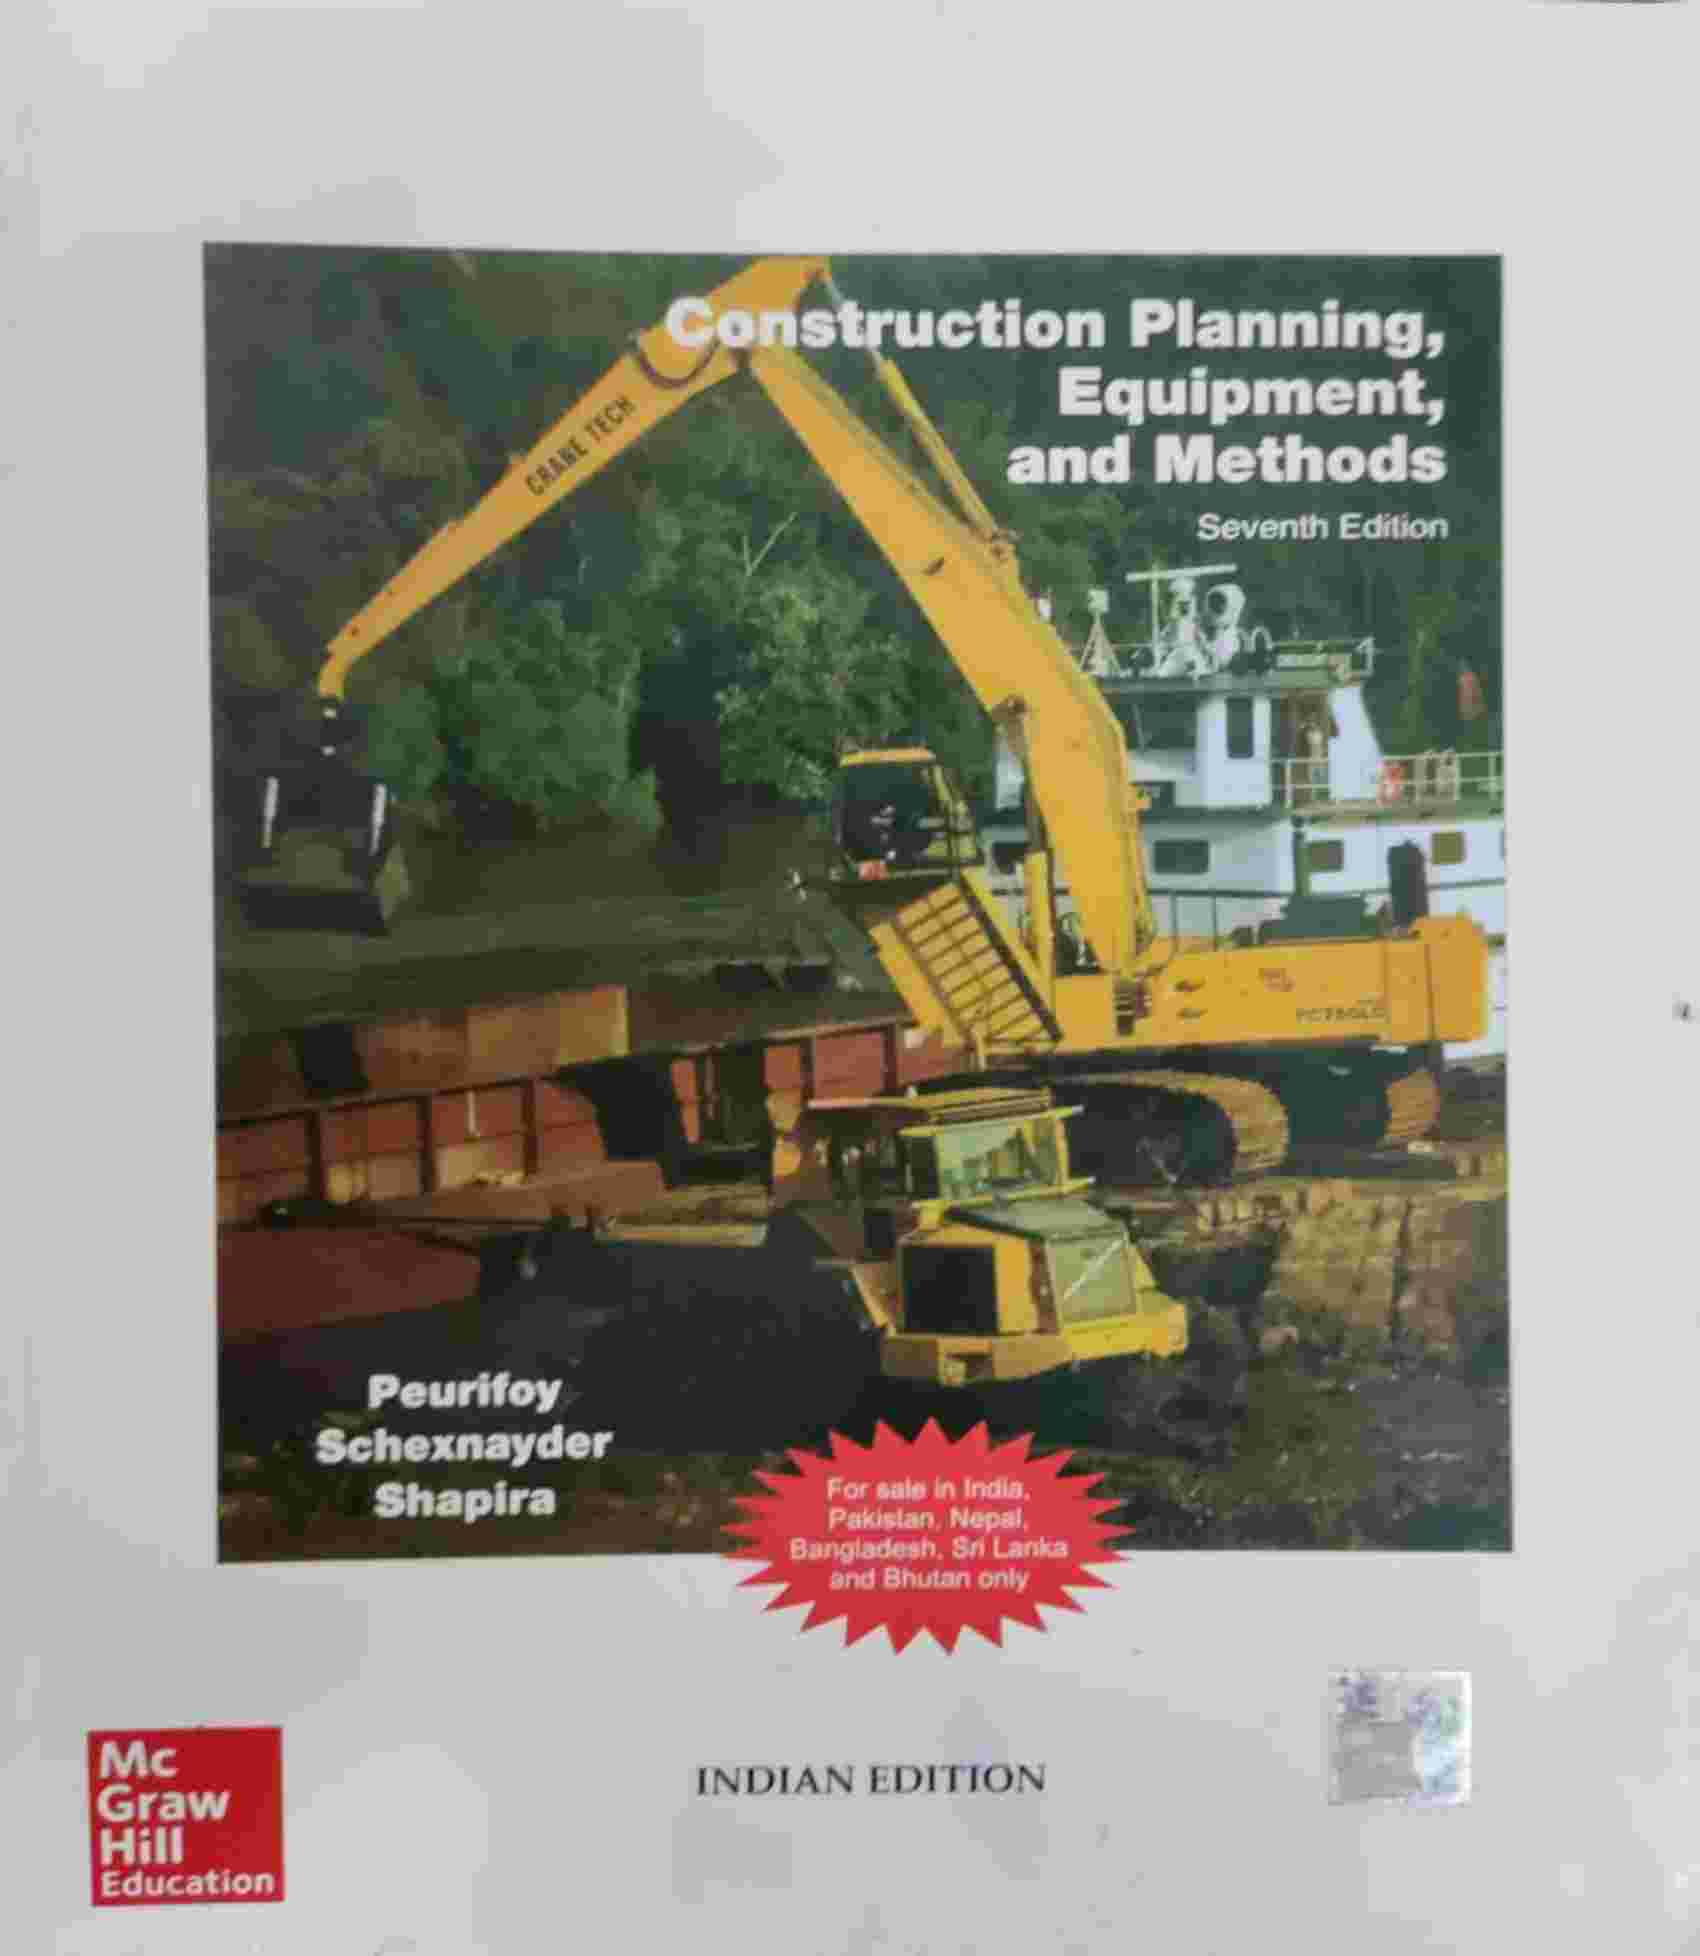 Construction Planning,
Equipment,
and Methods
Seventh Edition
CRANE TECH
PC750LC
Peurifoy
Schexnayder
Shapira
For sale in India,
Pakistan, Nepal,
Bangladesh, Sri Lanka
and Bhutan only
Mc
Graw
Hill
Education
INDIAN EDITION